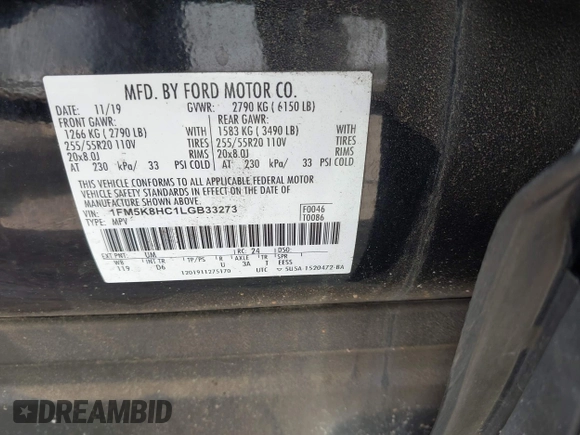 MFD. BY FORD MOTOR CO.
DATE: 11/19 GVWR: 2790 KG ( 6150 LB)
FRONT GAWR: REAR GAWR:
1266 KG ( 2790 LB) WITH 1583 KG ( 3490 LB) WITH
255/55R20 110V TIRES 255/55R20 110V TIRES
20x8.0J RIMS 20x8.0J RIMS
AT 230 kPa/ 33 PSI COLD AT 230 kPa/ 33 PSI COLD
THIS VEHICLE CONFORMS TO ALL APPLICABLE FEDERAL MOTOR
VEHICLE SAFETY STANDARDS IN EFFECT ON THE DATE OF
MANUFACTURE SHOWN ABOVE.
VIN: 1FM5K8HC1LGB33273 F0046
TYPE: MPV T0086
EXT PNT: UM RC: 24 DSO:
WB INT TR TP/PS R AXLE TR SPR
119 D6 U 3A T EESS
1201911275170 UTC
DREAMBID